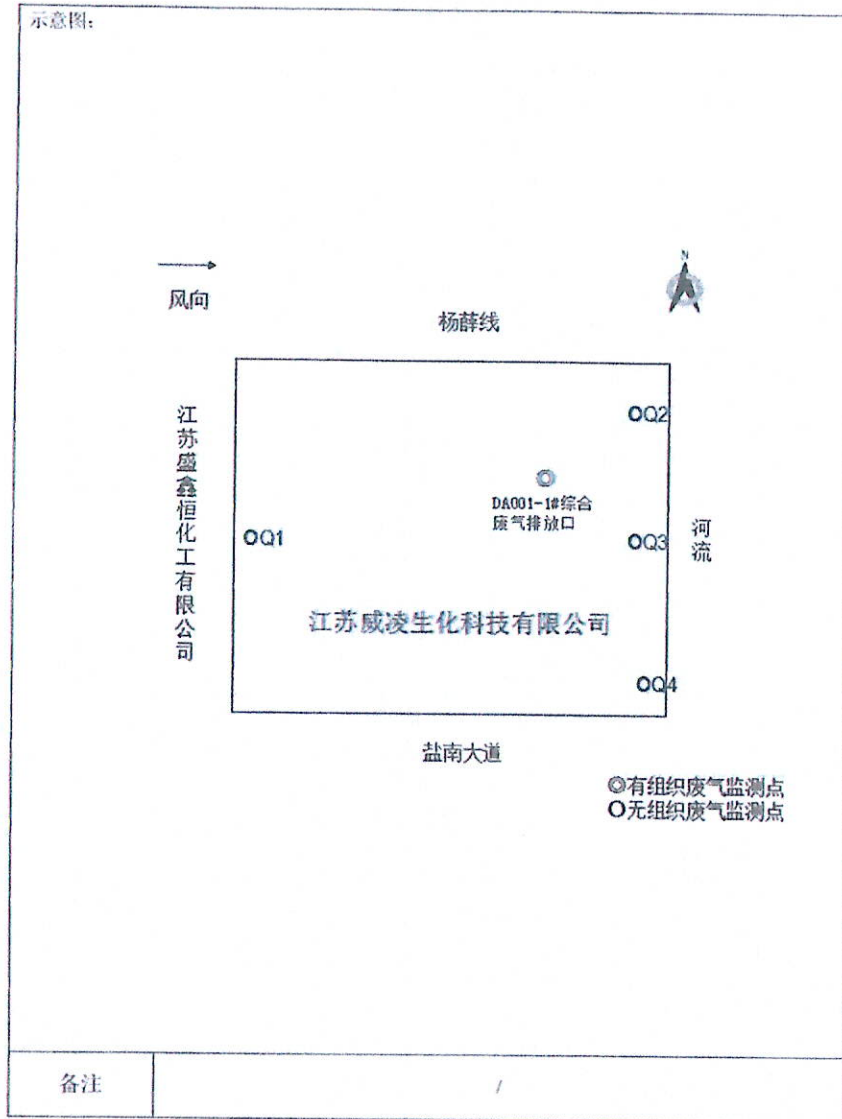 示意图：
N
风向
杨薛线
江苏盛鑫恒化工有限公司
OQ2
DA001-1#综合
废气排放口
OQ1
OQ3
河流
江苏威凌生化科技有限公司
OQ4
盐南大道
◎有组织废气监测点
O无组织废气监测点
备注
/